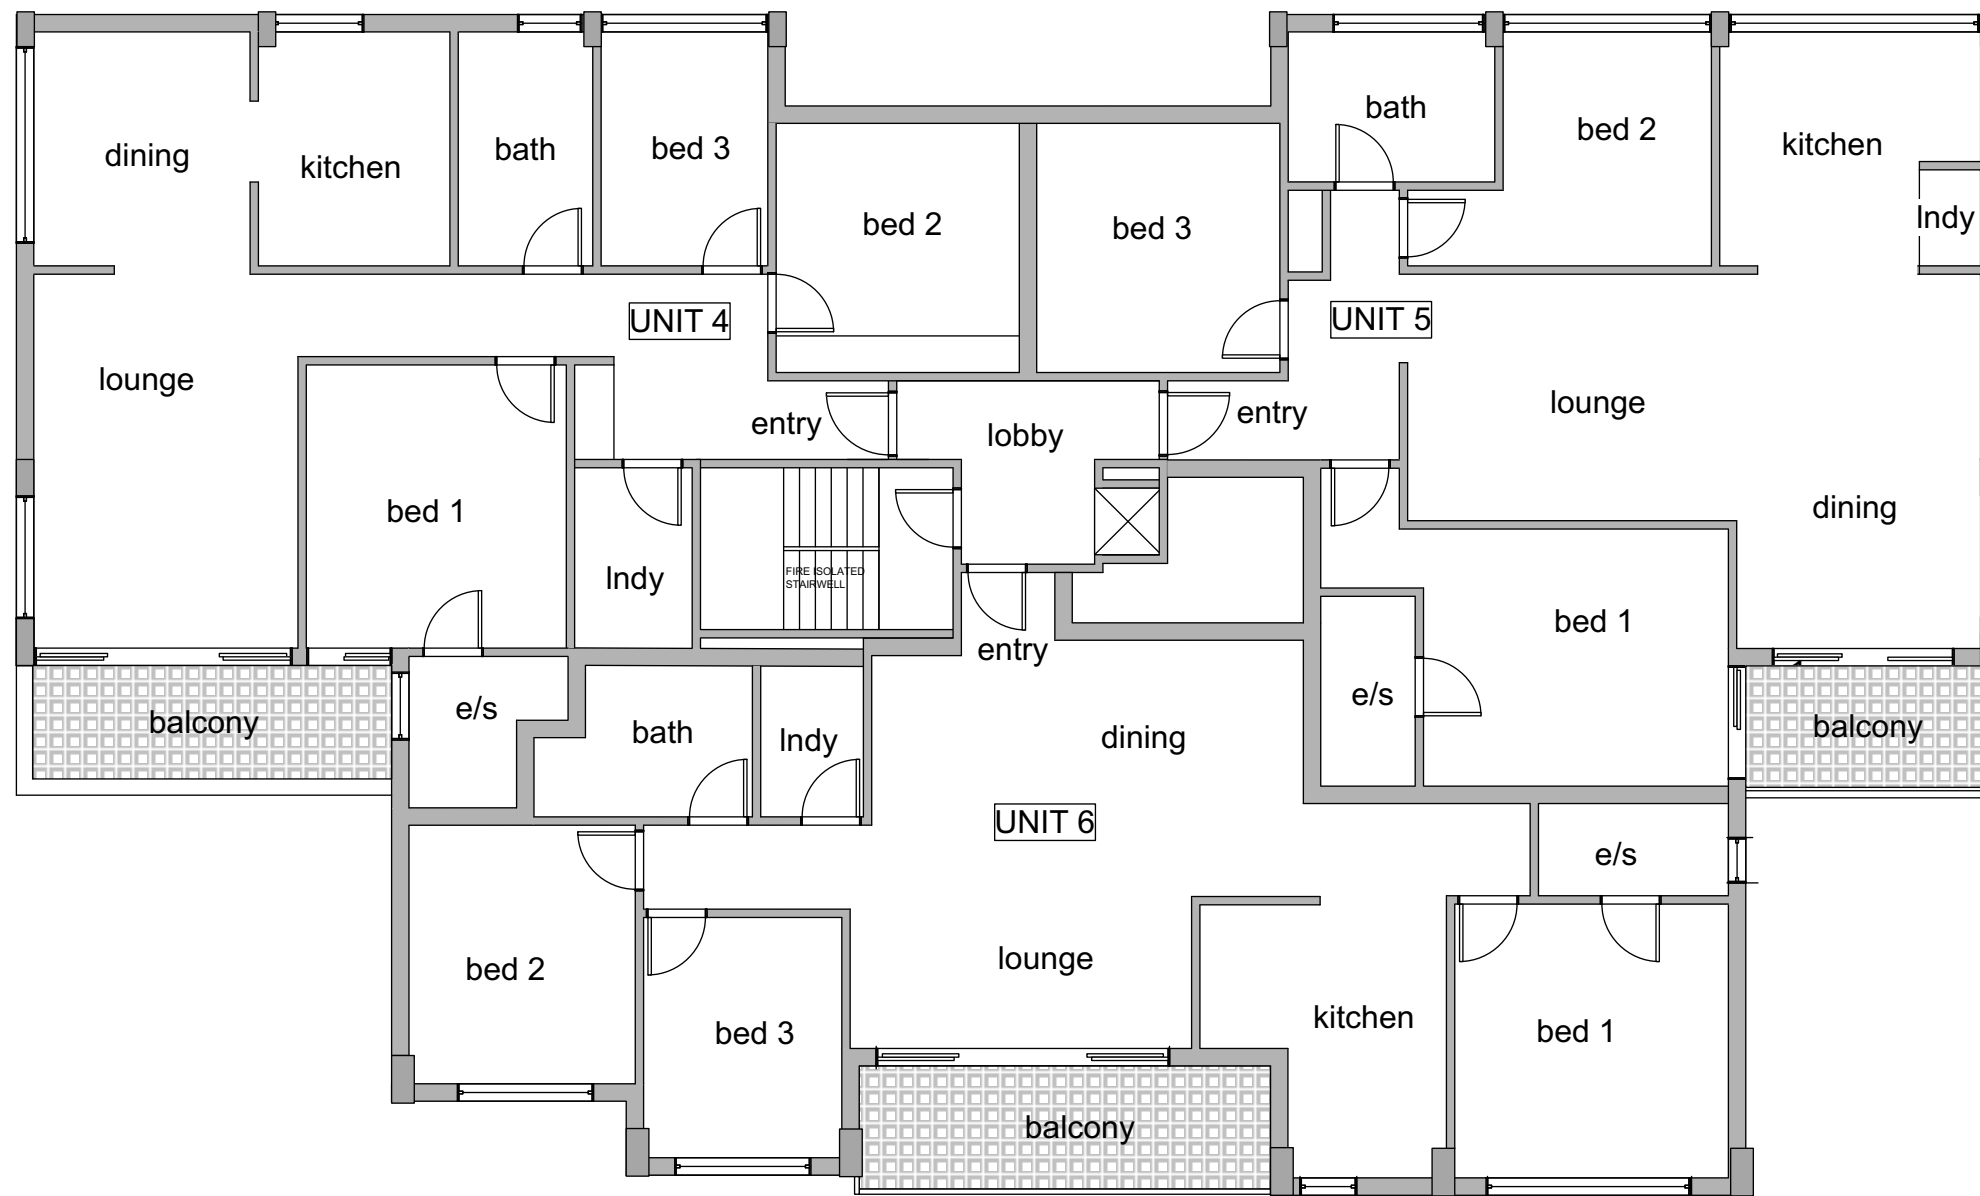 dining
kitchen
bath
bed 3
bed 2
bed 3
bath
bed 2
kitchen
lndy
UNIT 4
UNIT 5
lounge
entry
lobby
entry
lounge
bed 1
lndy
FIRE ISOLATED
STAIRWELL
dining
bed 1
entry
balcony
e/s
bath
lndy
dining
e/s
balcony
UNIT 6
e/s
bed 2
lounge
bed 3
kitchen
bed 1
balcony